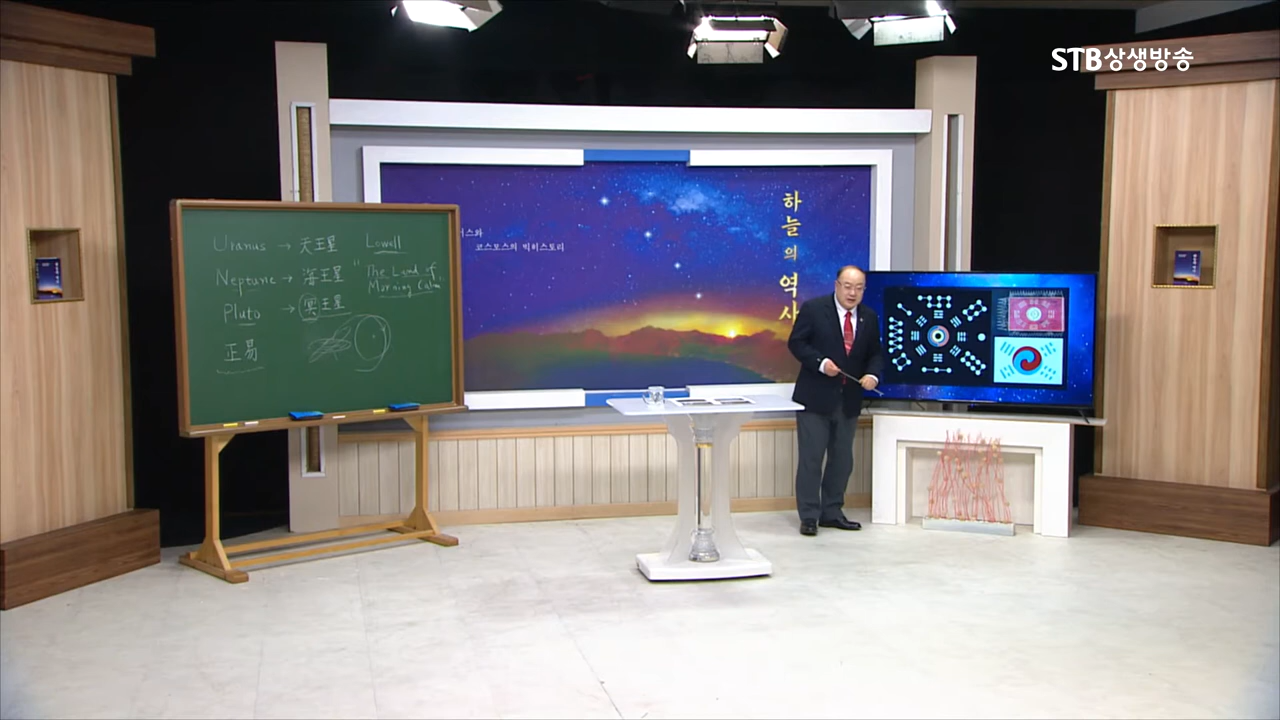 STB상생방송
Uranus → 天王星
Neptune → 海王星
Pluto → 冥王星
正易
Lowell
"The Land of
Morning Calm
코스모스의 빅히스토리
하늘의 역사